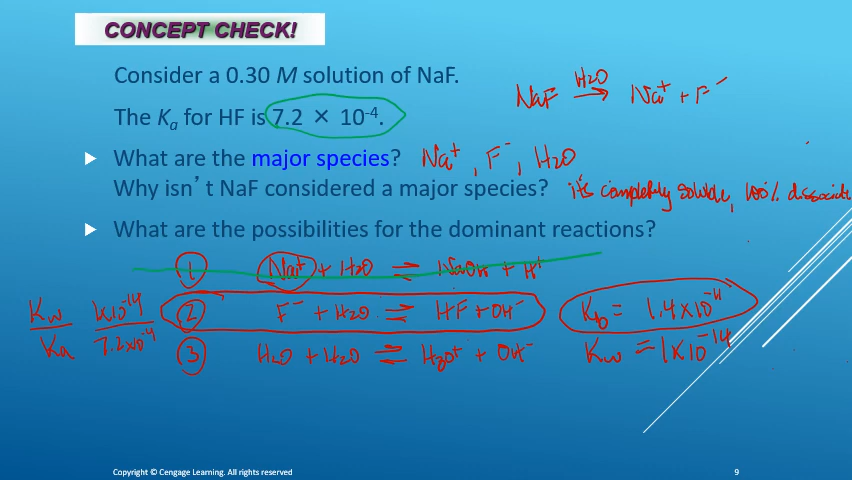 CONCEPT CHECK!
Consider a 0.30 M solution of NaF.
NaF H₂O→ Na⁺ + F⁻
The Ka for HF is 7.2 × 10⁻⁴.
What are the major species? Na⁺, F⁻, H₂O
Why isn't NaF considered a major species? it's completely soluble, 100% dissociate
What are the possibilities for the dominant reactions?
① Na⁺ + H₂O ⇌ NaOH + H⁺
Kw/Ka 1x10⁻¹⁴/7.2x10⁻⁴ ② F⁻ + H₂O ⇌ HF + OH⁻ Kb = 1.4x10⁻¹¹
③ H₂O + H₂O ⇌ H₃O⁺ + OH⁻ Kw = 1x10⁻¹⁴
Copyright © Cengage Learning. All rights reserved
9